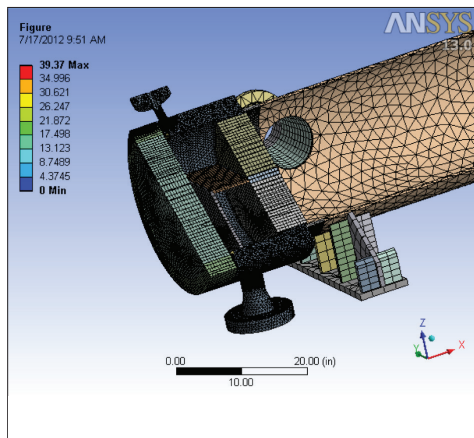 Figure
7/17/2012 9:51 AM
39.37 Max
34.996
30.621
26.247
21.872
17.498
13.123
8.7489
4.3745
0 Min
ANSYS
13.0
0.00
20.00 (in)
10.00
Z
Y
X